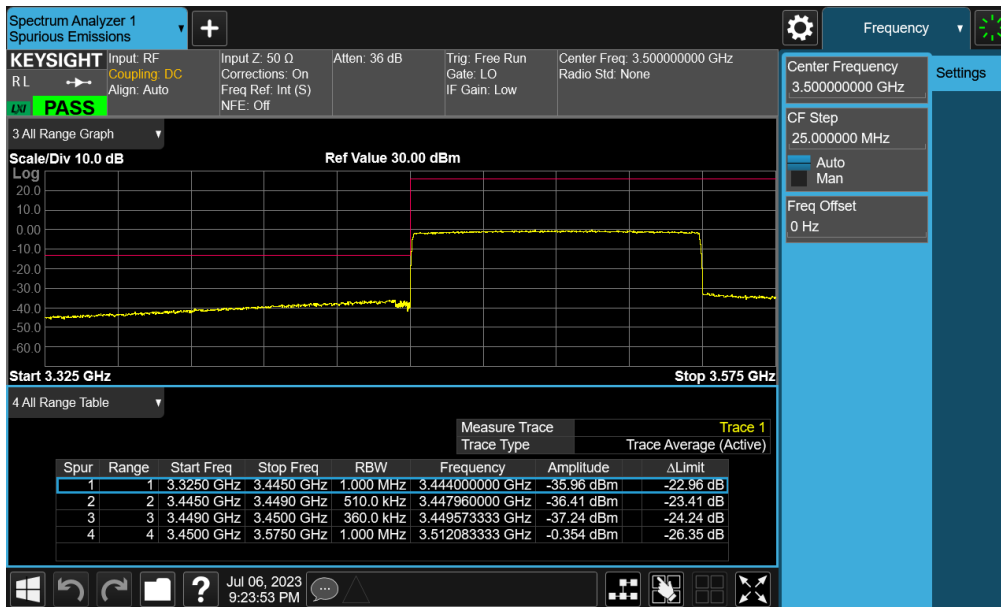 Spectrum Analyzer 1
Spurious Emissions
Frequency
KEYSIGHT
R L
LXI
PASS
Input: RF
Coupling: DC
Align: Auto
Input Z: 50 Ω
Corrections: On
Freq Ref: Int (S)
NFE: Off
Atten: 36 dB
Trig: Free Run
Gate: LO
IF Gain: Low
Center Freq: 3.500000000 GHz
Radio Std: None
Center Frequency
3.500000000 GHz
Settings
CF Step
25.000000 MHz
Auto
Man
Freq Offset
0 Hz
3 All Range Graph
Scale/Div 10.0 dB
Ref Value 30.00 dBm
Log
20.0
10.0
0.00
-10.0
-20.0
-30.0
-40.0
-50.0
-60.0
Start 3.325 GHz
Stop 3.575 GHz
4 All Range Table
Measure Trace Trace 1
Trace Type Trace Average (Active)
Spur Range Start Freq Stop Freq RBW Frequency Amplitude ΔLimit
1 1 3.3250 GHz 3.4450 GHz 1.000 MHz 3.444000000 GHz -35.96 dBm -22.96 dB
2 2 3.4450 GHz 3.4490 GHz 510.0 kHz 3.447960000 GHz -36.41 dBm -23.41 dB
3 3 3.4490 GHz 3.4500 GHz 360.0 kHz 3.449573333 GHz -37.24 dBm -24.24 dB
4 4 3.4500 GHz 3.5750 GHz 1.000 MHz 3.512083333 GHz -0.354 dBm -26.35 dB
?
Jul 06, 2023
9:23:53 PM